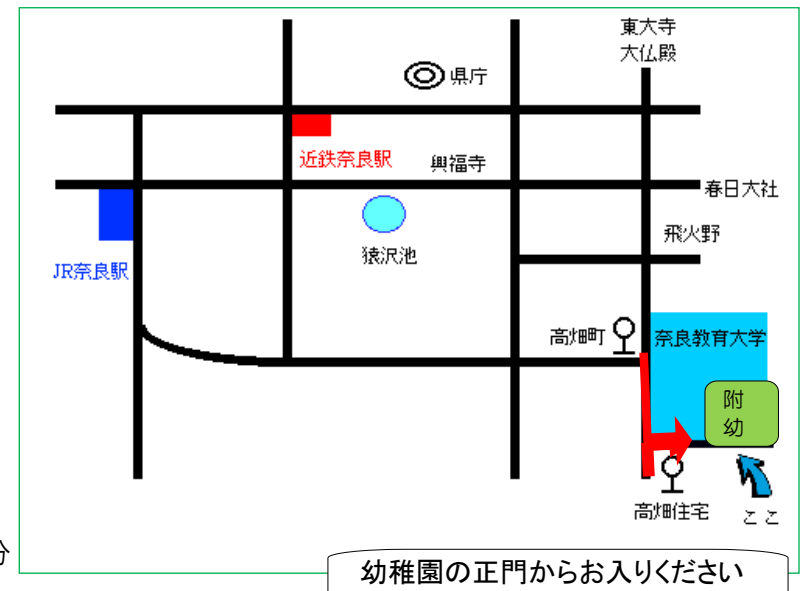 東大寺
大仏殿
県庁
近鉄奈良駅
興福寺
春日大社
猿沢池
飛火野
JR奈良駅
高畑町
奈良教育大学
附
幼
高畑住宅
ここ
分
幼稚園の正門からお入りください